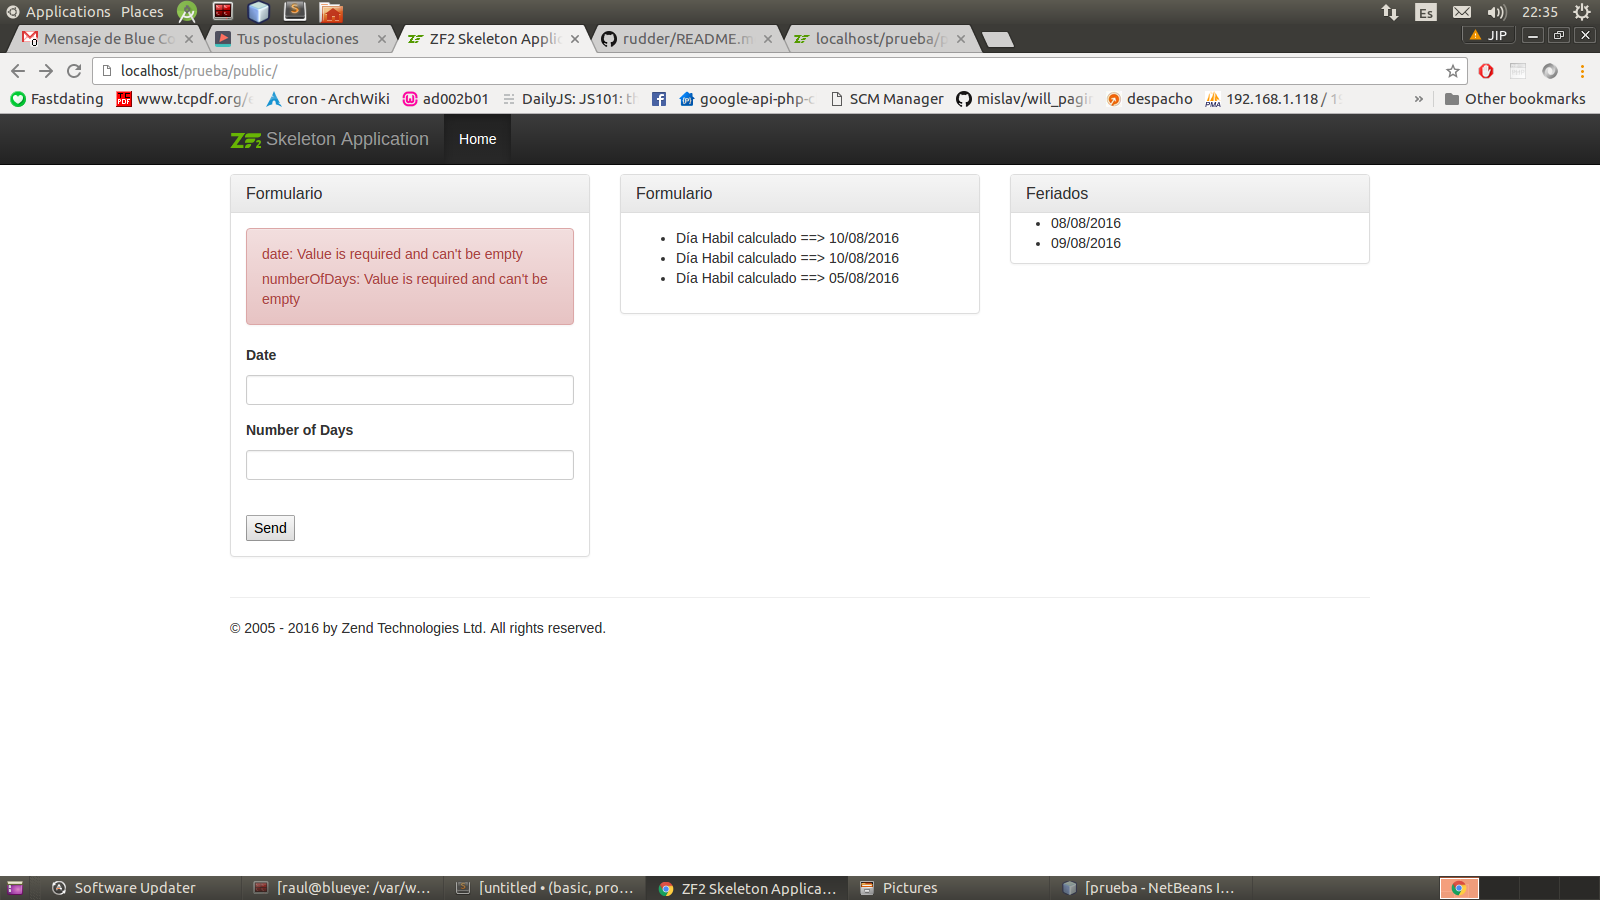 Applications Places Es 22:35
Mensaje de Blue Co
Tus postulaciones
ZF2 Skeleton Applic
rudder/README.m
localhost/prueba/p
JIP
localhost/prueba/public/
Fastdating
www.tcpdf.org/
cron - ArchWiki
ad002b01
DailyJS: JS101: th
google-api-php-c
SCM Manager
mislav/will_pagin
despacho
192.168.1.118 / 19
» Other bookmarks
ZF2 Skeleton Application Home
Formulario
date: Value is required and can't be empty
numberOfDays: Value is required and can't be
empty
Date
Number of Days
Send
Formulario
Día Habil calculado ==> 10/08/2016
Día Habil calculado ==> 10/08/2016
Día Habil calculado ==> 05/08/2016
Feriados
08/08/2016
09/08/2016
© 2005 - 2016 by Zend Technologies Ltd. All rights reserved.
Software Updater
[raul@blueye: /var/w...
[untitled • (basic, pro...
ZF2 Skeleton Applica...
Pictures
[prueba - NetBeans I...